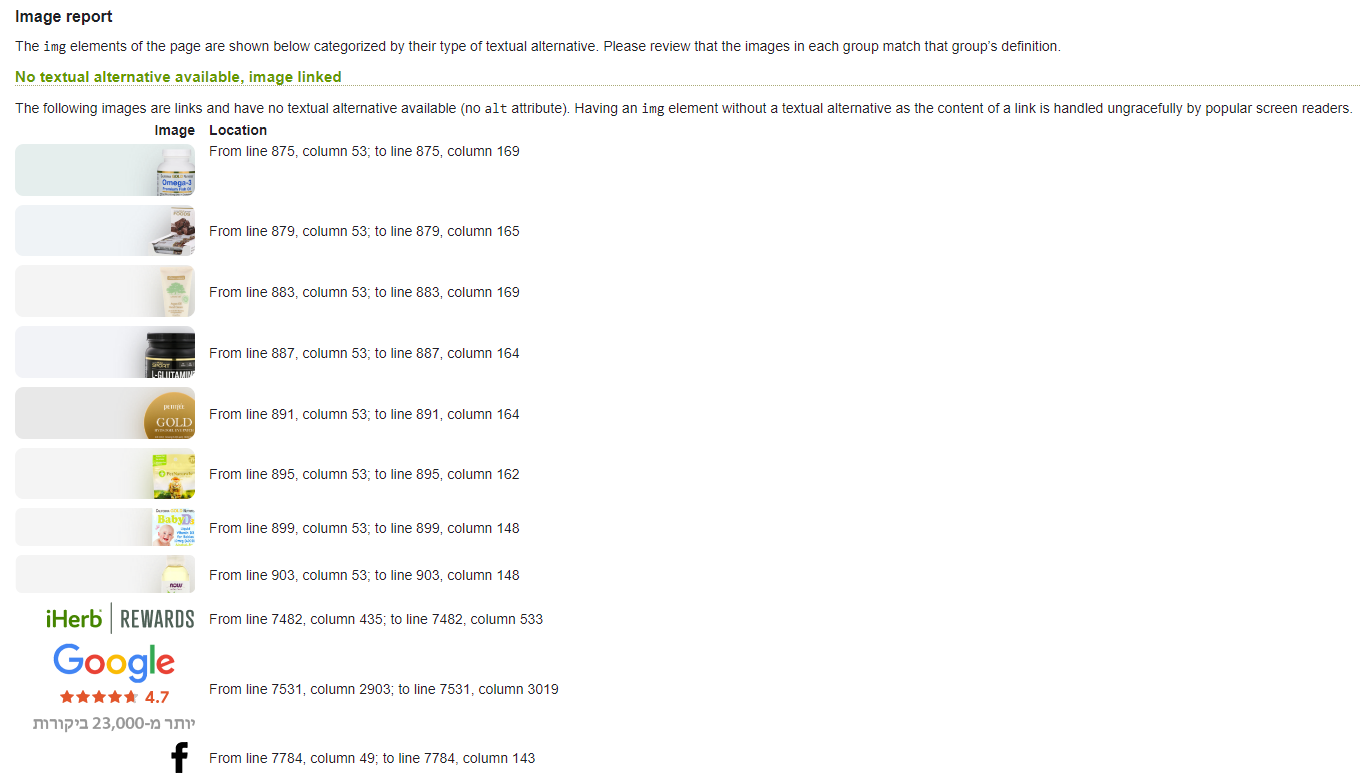 Image report
The img elements of the page are shown below categorized by their type of textual alternative. Please review that the images in each group match that group's definition.
No textual alternative available, image linked
The following images are links and have no textual alternative available (no alt attribute). Having an img element without a textual alternative as the content of a link is handled ungracefully by popular screen readers.
Image Location
From line 875, column 53; to line 875, column 169
Omega-3
From line 879, column 53; to line 879, column 165
FOODS
From line 883, column 53; to line 883, column 169
From line 887, column 53; to line 887, column 164
SPORT
L-GLUTAMINE
From line 891, column 53; to line 891, column 164
petitfée
GOLD
From line 895, column 53; to line 895, column 162
From line 899, column 53; to line 899, column 148
Baby
From line 903, column 53; to line 903, column 148
NOW
iHerb REWARDS From line 7482, column 435; to line 7482, column 533
Google
From line 7531, column 2903; to line 7531, column 3019
4.7
יותר מ-23,000 ביקורות
f From line 7784, column 49; to line 7784, column 143